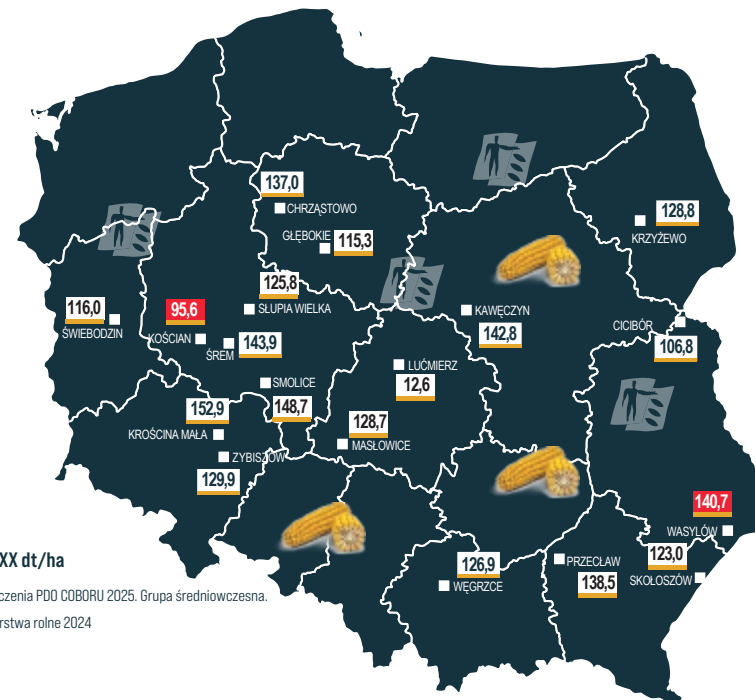 137,0
CHRZĄSTOWO
128,8
GŁĘBOKIE
115,3
KRZYŻEWO
125,8
SŁUPIA WIELKA
116,0
95,6
KAWĘCZYN
ŚWIEBODZIN
KOŚCIAN
142,8
CICIBÓR
ŚREM
143,9
106,8
LUĆMIERZ
12,6
SMOLICE
148,7
152,9
128,7
KROŚCINA MAŁA
MASŁOWICE
ZYBISZÓW
129,9
140,7
WASYLÓW
XX dt/ha
126,9
WĘGRZCE
PRZECŁAW
138,5
123,0
SKOŁOSZÓW
czenia PDO COBORU 2025. Grupa średniowczesna.
rstwa rolne 2024